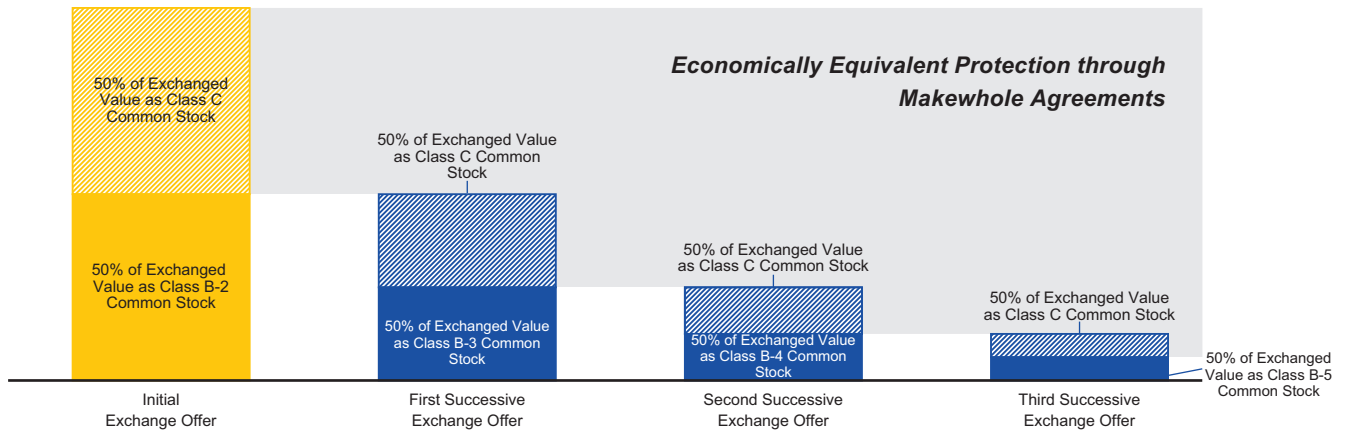 Economically Equivalent Protection through
Makewhole Agreements
50% of Exchanged
Value as Class C
Common Stock
50% of Exchanged
Value as Class B-2
Common Stock
50% of Exchanged Value
as Class C Common
Stock
50% of Exchanged Value
as Class B-3 Common
Stock
50% of Exchanged Value
as Class C Common Stock
50% of Exchanged Value
as Class B-4 Common
Stock
50% of Exchanged Value
as Class C Common Stock
50% of Exchanged
Value as Class B-5
Common Stock
Initial
Exchange Offer
First Successive
Exchange Offer
Second Successive
Exchange Offer
Third Successive
Exchange Offer